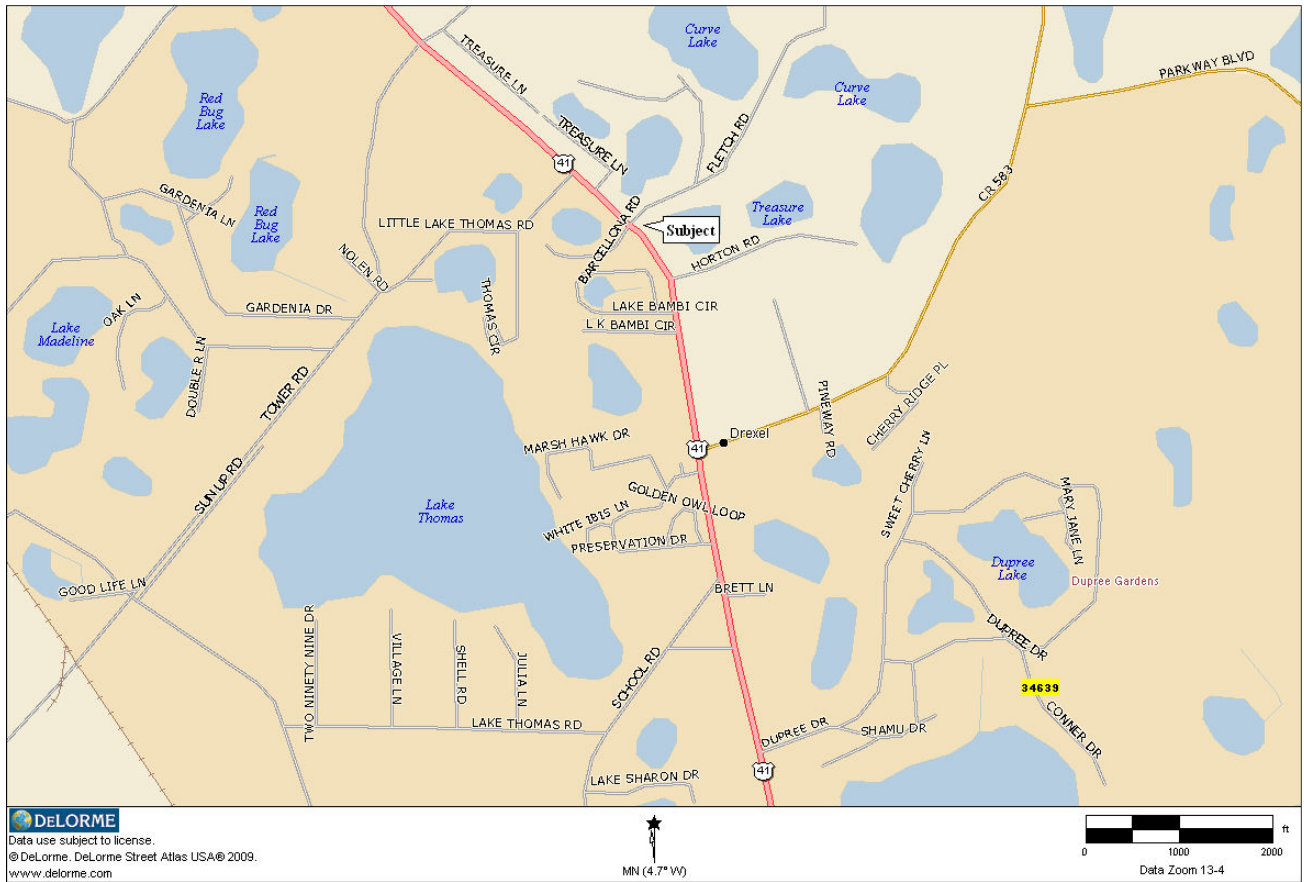 Curve
Lake
PARKWAY BLVD
TREASURE LN
Red
Bug
Lake
Curve
Lake
TREASURE LN
FLETCH RD
41
CR 583
GARDENIA LN
Red
Bug
Lake
LITTLE LAKE THOMAS RD
BARCELLONA RD
Treasure
Lake
Subject
HORTON RD
NOLEN RD
THOMAS CIR
OAK LN
GARDENIA DR
LAKE BAMBI CIR
L K BAMBI CIR
Lake
Madeline
DOUBLE R LN
TOWER RD
PINEWAY RD
CHERRY RIDGE PL
MARSH HAWK DR
Drexel
41
SUN UP RD
SWEET CHERRY LN
MARY JANE LN
Lake
Thomas
GOLDEN OWL LOOP
WHITE IBIS LN
PRESERVATION DR
Dupree
Lake
Dupree Gardens
GOOD LIFE LN
BRETT LN
TWO NINETY NINE DR
VILLAGE LN
SHELL RD
JULIA LN
SCHOOL RD
DUPREE DR
34639
CONNER DR
LAKE THOMAS RD
DUPREE DR
SHAMU DR
LAKE SHARON DR
41
DELORME
Data use subject to license.
© DeLorme. DeLorme Street Atlas USA® 2009.
www.delorme.com
MN (4.7° W)
ft
0 1000 2000
Data Zoom 13-4